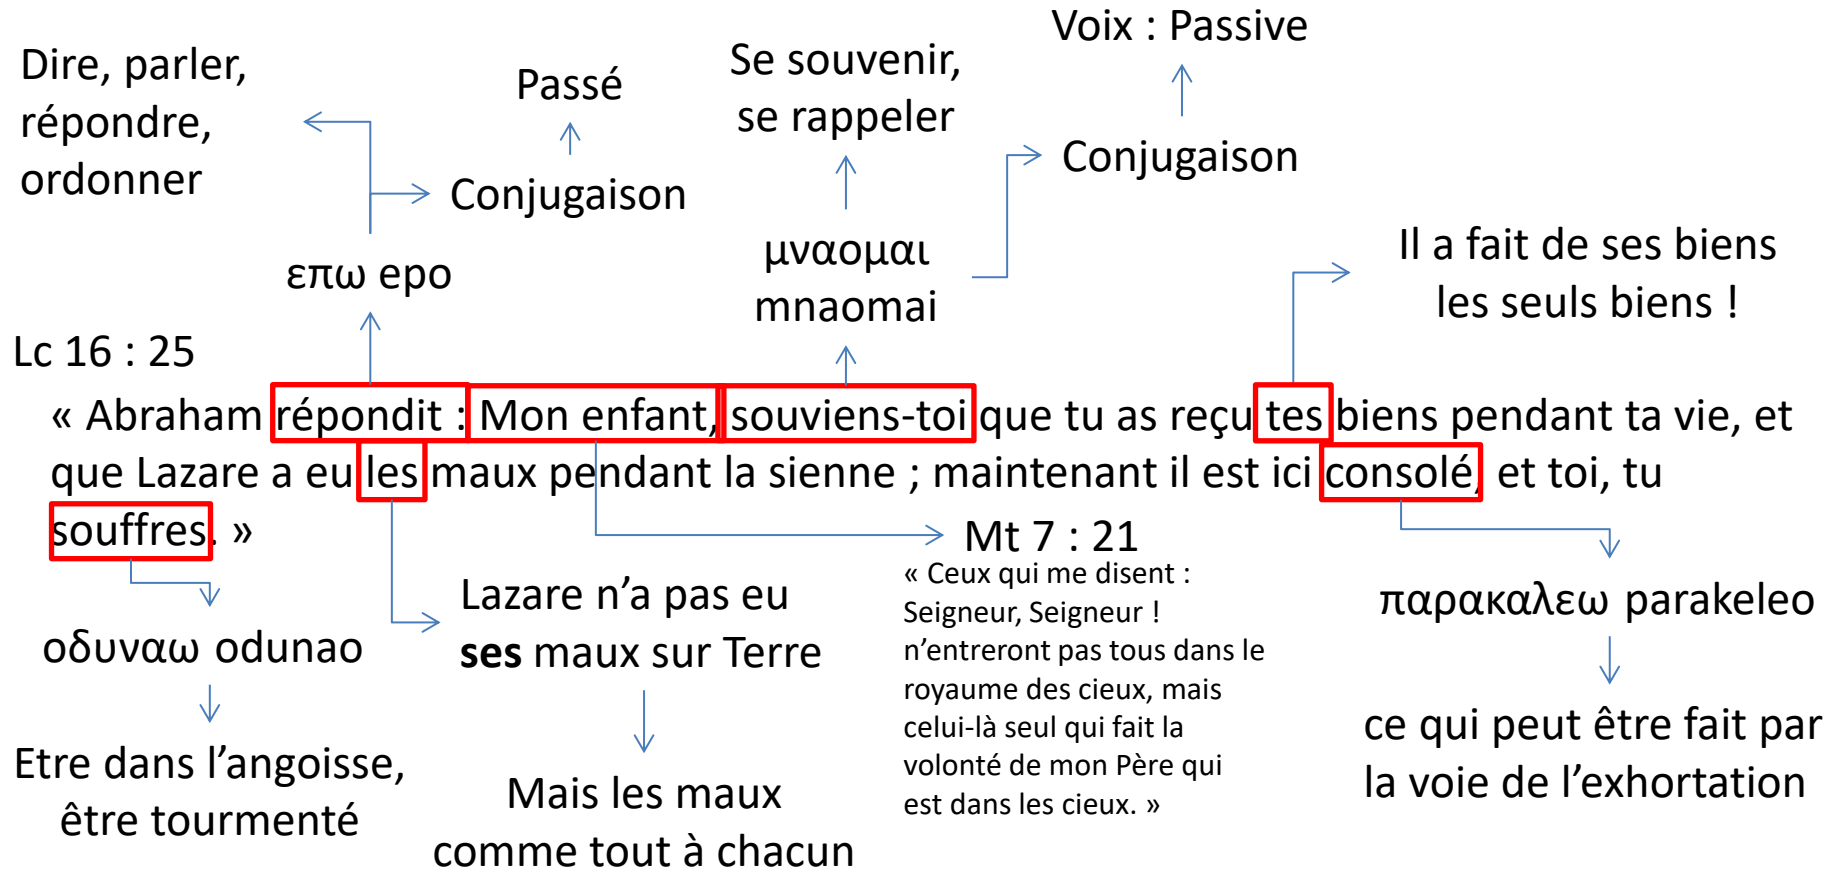 Voix : Passive
Dire, parler,
répondre,
ordonner
Passé
Se souvenir,
se rappeler
Conjugaison
Conjugaison
επω epo
μναομαι
mnaomai
Il a fait de ses biens
les seuls biens !
Lc 16 : 25
« Abraham répondit : Mon enfant, souviens-toi que tu as reçu tes biens pendant ta vie, et
que Lazare a eu les maux pendant la sienne ; maintenant il est ici consolé, et toi, tu
souffres. »
οδυναω odunao
Etre dans l’angoisse,
être tourmenté
Lazare n’a pas eu
ses maux sur Terre
Mais les maux
comme tout à chacun
Mt 7 : 21
« Ceux qui me disent :
Seigneur, Seigneur !
n’entreront pas tous dans le
royaume des cieux, mais
celui-là seul qui fait la
volonté de mon Père qui
est dans les cieux. »
παρακαλεω parakeleo
ce qui peut être fait par
la voie de l’exhortation